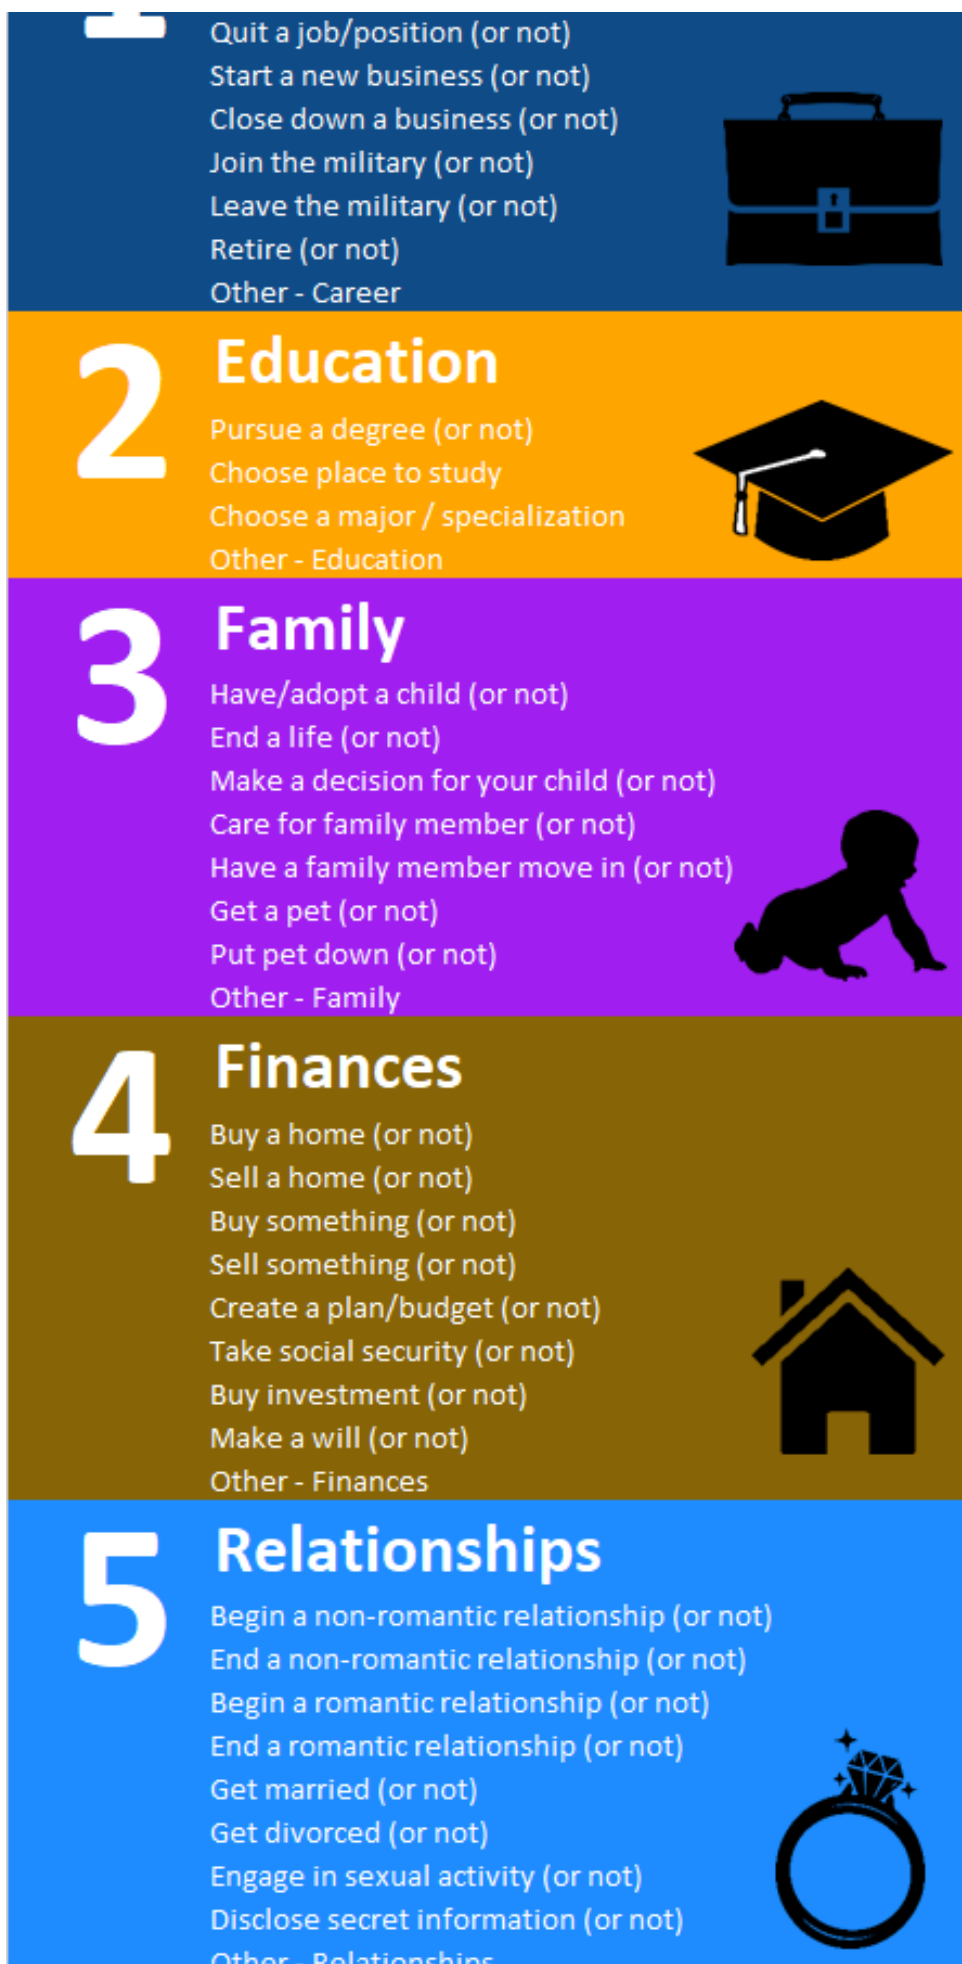 1
Quit a job/position (or not)
Start a new business (or not)
Close down a business (or not)
Join the military (or not)
Leave the military (or not)
Retire (or not)
Other - Career
2
Education
Pursue a degree (or not)
Choose place to study
Choose a major / specialization
Other - Education
3
Family
Have/adopt a child (or not)
End a life (or not)
Make a decision for your child (or not)
Care for family member (or not)
Have a family member move in (or not)
Get a pet (or not)
Put pet down (or not)
Other - Family
4
Finances
Buy a home (or not)
Sell a home (or not)
Buy something (or not)
Sell something (or not)
Create a plan/budget (or not)
Take social security (or not)
Buy investment (or not)
Make a will (or not)
Other - Finances
5
Relationships
Begin a non-romantic relationship (or not)
End a non-romantic relationship (or not)
Begin a romantic relationship (or not)
End a romantic relationship (or not)
Get married (or not)
Get divorced (or not)
Engage in sexual activity (or not)
Disclose secret information (or not)
Other - Relationships